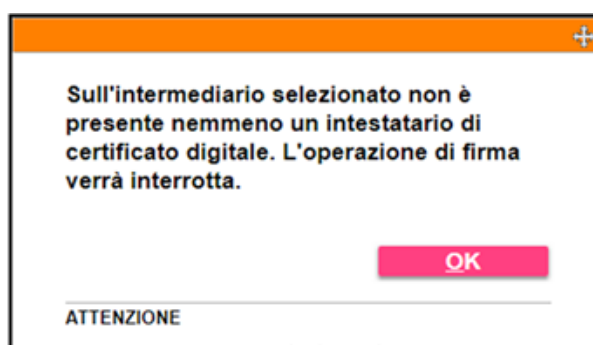 Sull'intermediario selezionato non è
presente nemmeno un intestatario di
certificato digitale. L'operazione di firma
verrà interrotta.
OK
ATTENZIONE